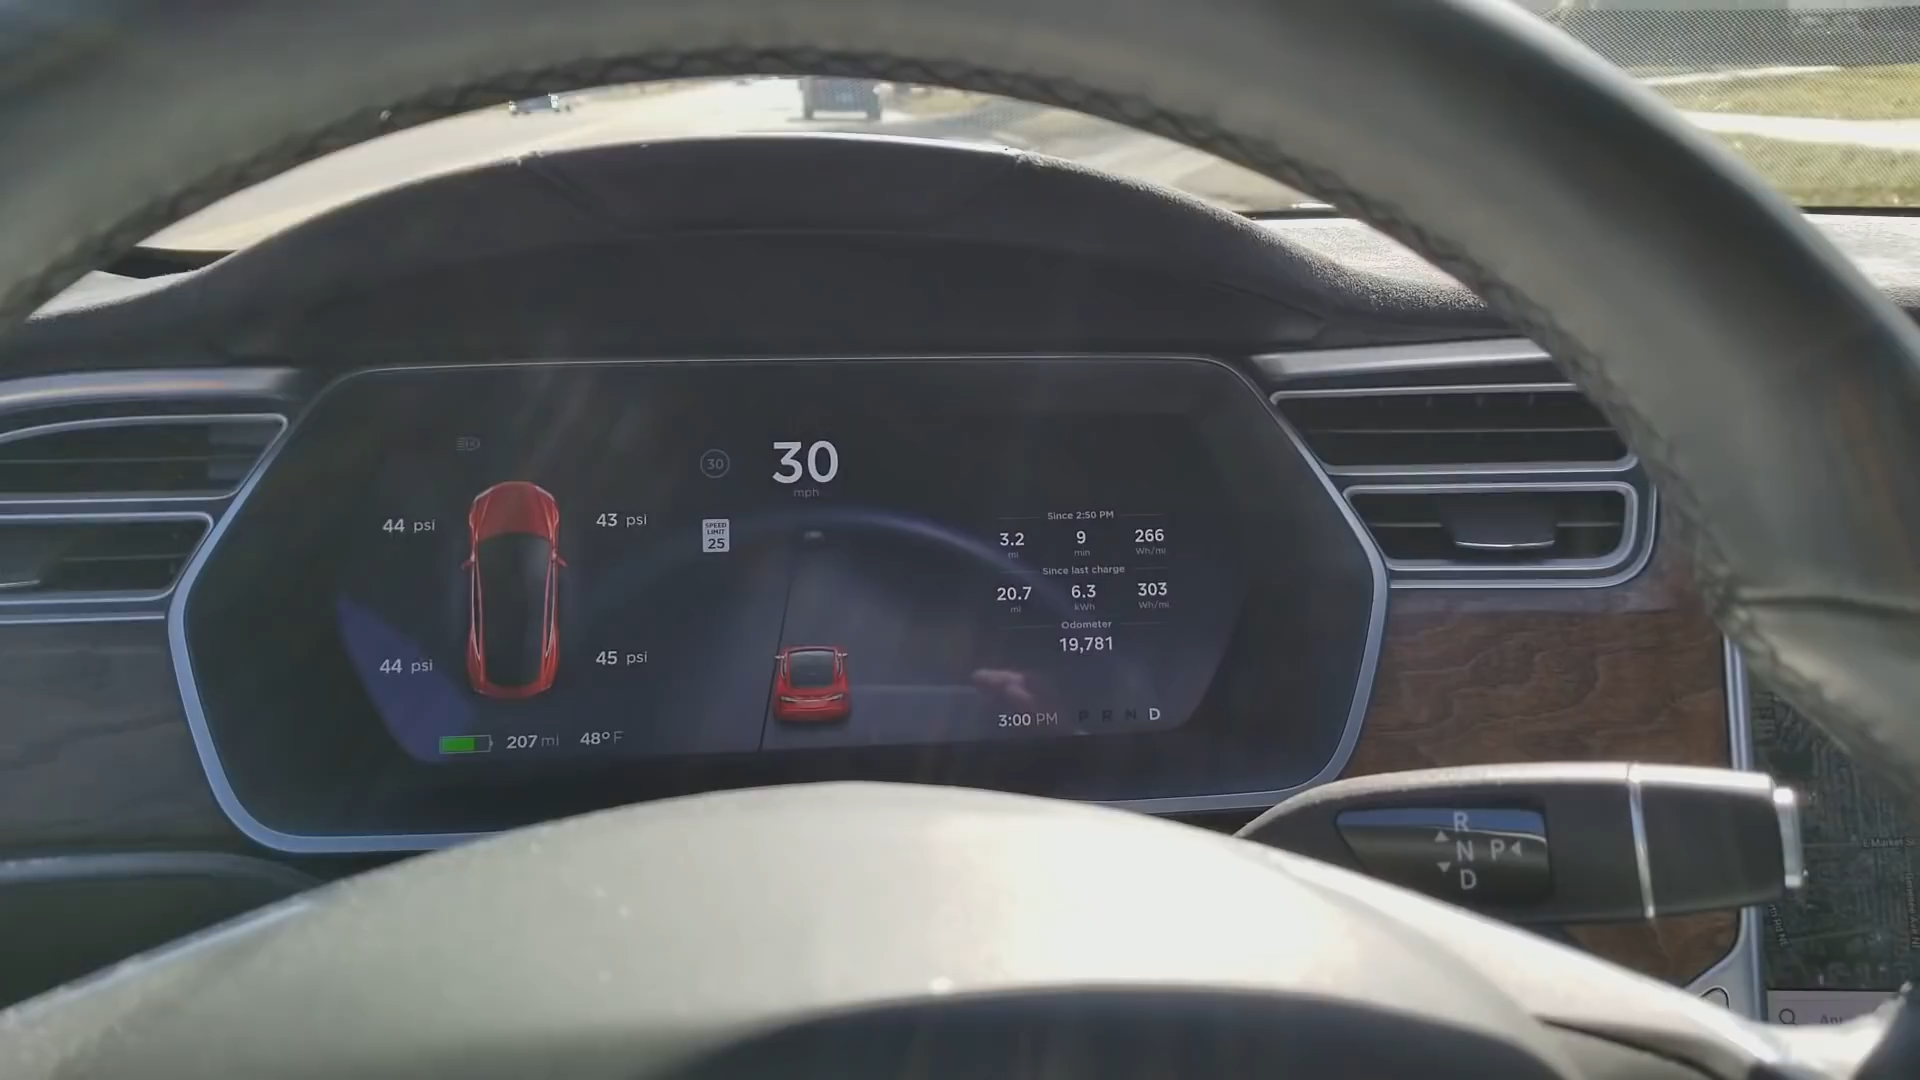 30
30
mph
44 psi
43 psi
SPEED
LIMIT
25
Since 2:50 PM
3.2 9 266
mi min Wh/mi
Since last charge
20.7 6.3 303
mi kWh Wh/mi
Odometer
19,781
44 psi
45 psi
207 mi 48°F
3:00 PM P R N D
R
N P
D
E Market St